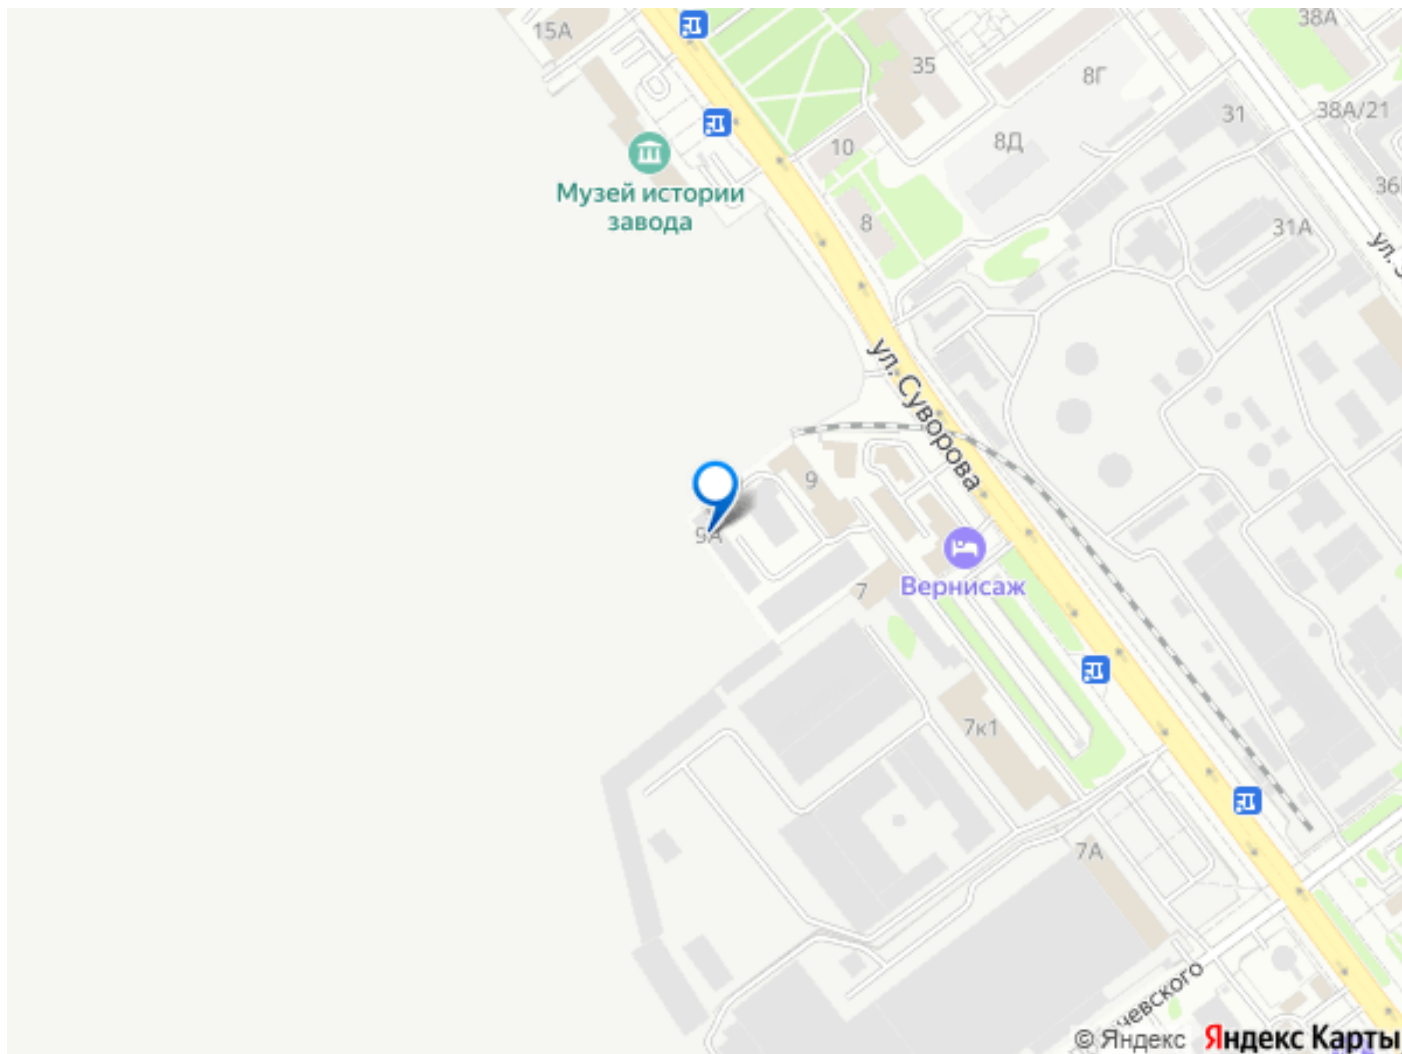 15А
38А
35
8Г
38А/21
31
10
8Д
Музей истории
завода
8
31А
ул. Суворова
9
9А
Вернисаж
7
7к1
7А
© Яндекс Яндекс Карты